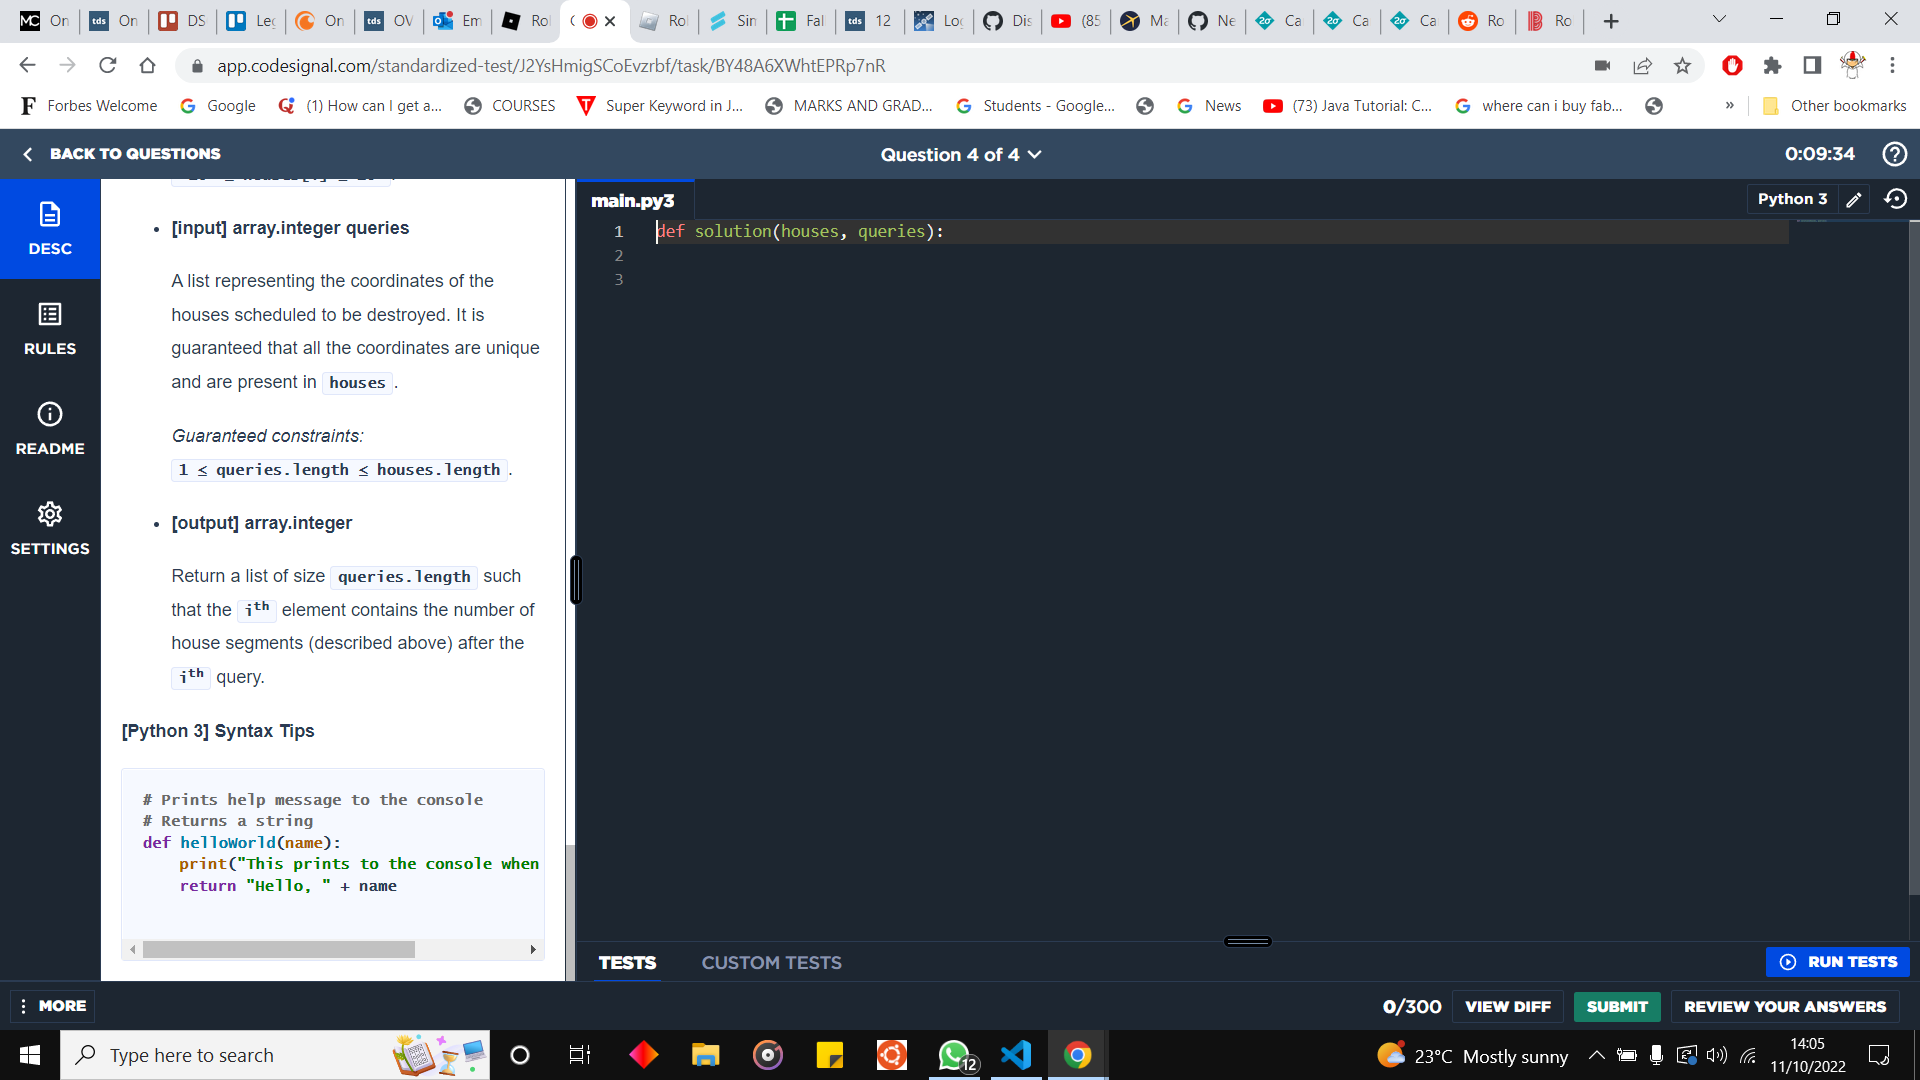 On
On
DS
Leg
On
OV
Em
Rol
Rol
Sin
Fal
12
Log
Dis
(85
Ma
Ne
Ca
Ca
Ca
Ro
Ro
app.codesignal.com/standardized-test/J2YsHmigSCoEvzrbf/task/BY48A6XWhtEPRp7nR
Forbes Welcome
Google
(1) How can I get a...
COURSES
Super Keyword in J...
MARKS AND GRAD...
Students - Google...
News
(73) Java Tutorial: C...
where can i buy fab...
»
Other bookmarks
BACK TO QUESTIONS
Question 4 of 4
0:09:34
DESC
RULES
README
SETTINGS
• [input] array.integer queries
A list representing the coordinates of the
houses scheduled to be destroyed. It is
guaranteed that all the coordinates are unique
and are present in houses.
Guaranteed constraints:
1 ≤ queries.length ≤ houses.length.
• [output] array.integer
Return a list of size queries.length such
that the ith element contains the number of
house segments (described above) after the
ith query.
[Python 3] Syntax Tips
# Prints help message to the console
# Returns a string
def helloWorld(name):
print("This prints to the console when
return "Hello, " + name
main.py3
Python 3
1 def solution(houses, queries):
2
3
TESTS
CUSTOM TESTS
RUN TESTS
MORE
0/300
VIEW DIFF
SUBMIT
REVIEW YOUR ANSWERS
Type here to search
12
23°C Mostly sunny
14:05
11/10/2022